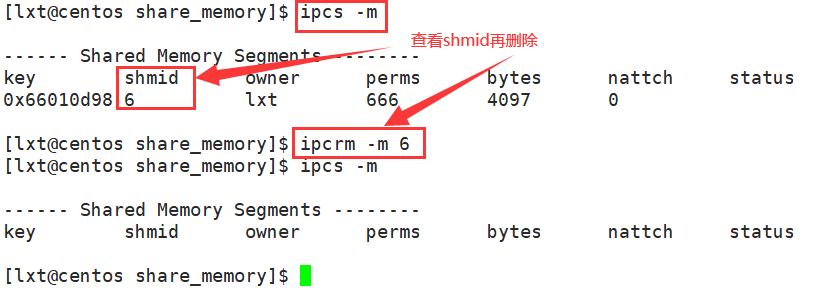 [lxt@centos share_memory]$ ipcs -m
查看shmid再删除
------ Shared Memory Segments --------
key shmid owner perms bytes nattch status
0x66010d98 6 lxt 666 4097 0
[lxt@centos share_memory]$ ipcrm -m 6
[lxt@centos share_memory]$ ipcs -m
------ Shared Memory Segments --------
key shmid owner perms bytes nattch status
[lxt@centos share_memory]$